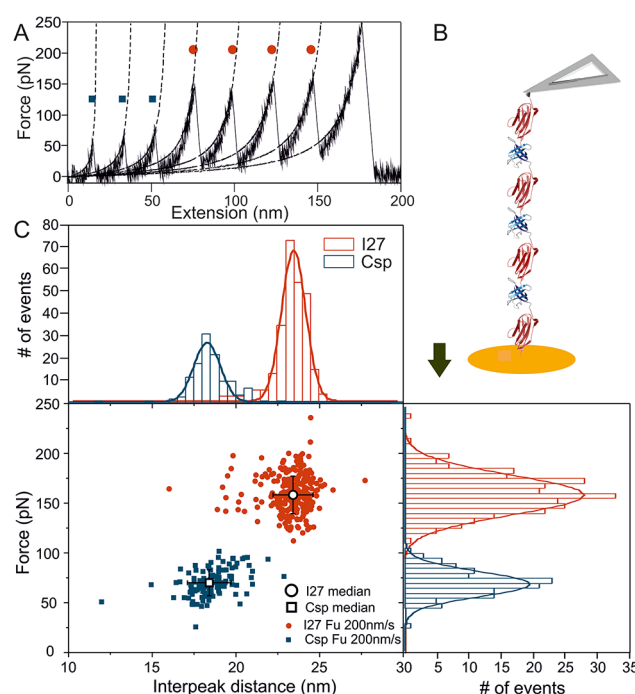 A
B
250
200
150
100
50
0
Force (pN)
0 50 100 150 200
Extension (nm)
C
80
70
60
50
40
30
20
10
# of events
I27
Csp
250
200
150
100
50
0
Force (pN)
I27 median
Csp median
I27 Fu 200nm/s
Csp Fu 200nm/s
10 15 20 25 30
Interpeak distance (nm)
0 5 10 15 20 25 30 35
# of events